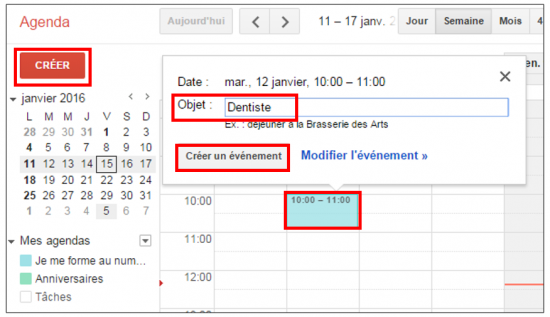 Agenda
Aujourd'hui
11 – 17 janv. 2
Jour
Semaine
Mois
4
CRÉER
janvier 2016
L M M J V S D
28 29 30 31 1 2 3
4 5 6 7 8 9 10
11 12 13 14 15 16 17
18 19 20 21 22 23 24
25 26 27 28 29 30 31
1 2 3 4 5 6 7
Mes agendas
Je me forme au num…
Anniversaires
Tâches
en.
Date : mar., 12 janvier, 10:00 – 11:00
Objet : Dentiste
Ex. : déjeuner à la Brasserie des Arts
Créer un événement
Modifier l'événement »
10:00
10:00 – 11:00
11:00
12:00
13:00